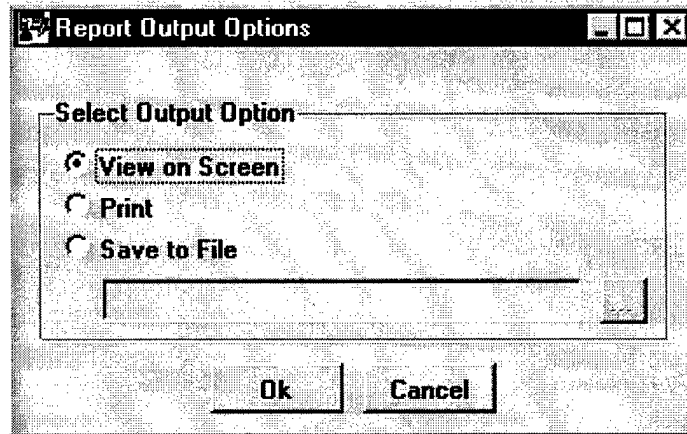 Report Output Options
Select Output Option
View on Screen
Print
Save to File
...
Ok
Cancel